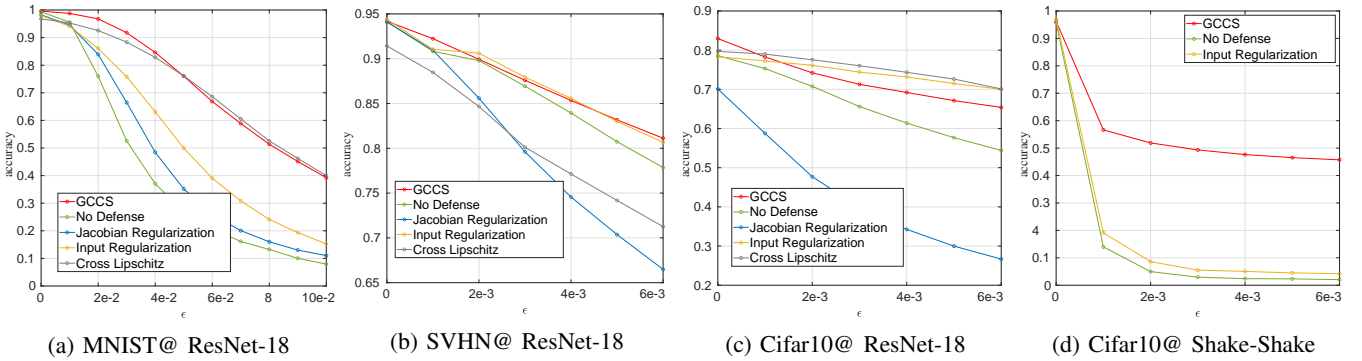 1
0.9
0.8
0.7
0.6
0.5
0.4
0.3
0.2
0.1
0
accuracy
GCCS
No Defense
Jacobian Regularization
Input Regularization
Cross Lipschitz
0 2e-2 4e-2 6e-2 8 10e-2
ϵ
(a) MNIST@ ResNet-18
0.95
0.9
0.85
0.8
0.75
0.7
0.65
accuracy
GCCS
No Defense
Jacobian Regularization
Input Regularization
Cross Lipschitz
0 2e-3 4e-3 6e-3
ϵ
(b) SVHN@ ResNet-18
0.9
0.8
0.7
0.6
0.5
0.4
0.3
0.2
accuracy
GCCS
No Defense
Jacobian Regularization
Input Regularization
Cross Lipschitz
0 2e-3 4e-3 6e-3
ϵ
(c) Cifar10@ ResNet-18
1
0.9
0.8
0.7
0.6
0.5
0.4
0.3
4
0.1
0
accuracy
GCCS
No Defense
Input Regularization
0 2e-3 4e-3 6e-3
ϵ
(d) Cifar10@ Shake-Shake